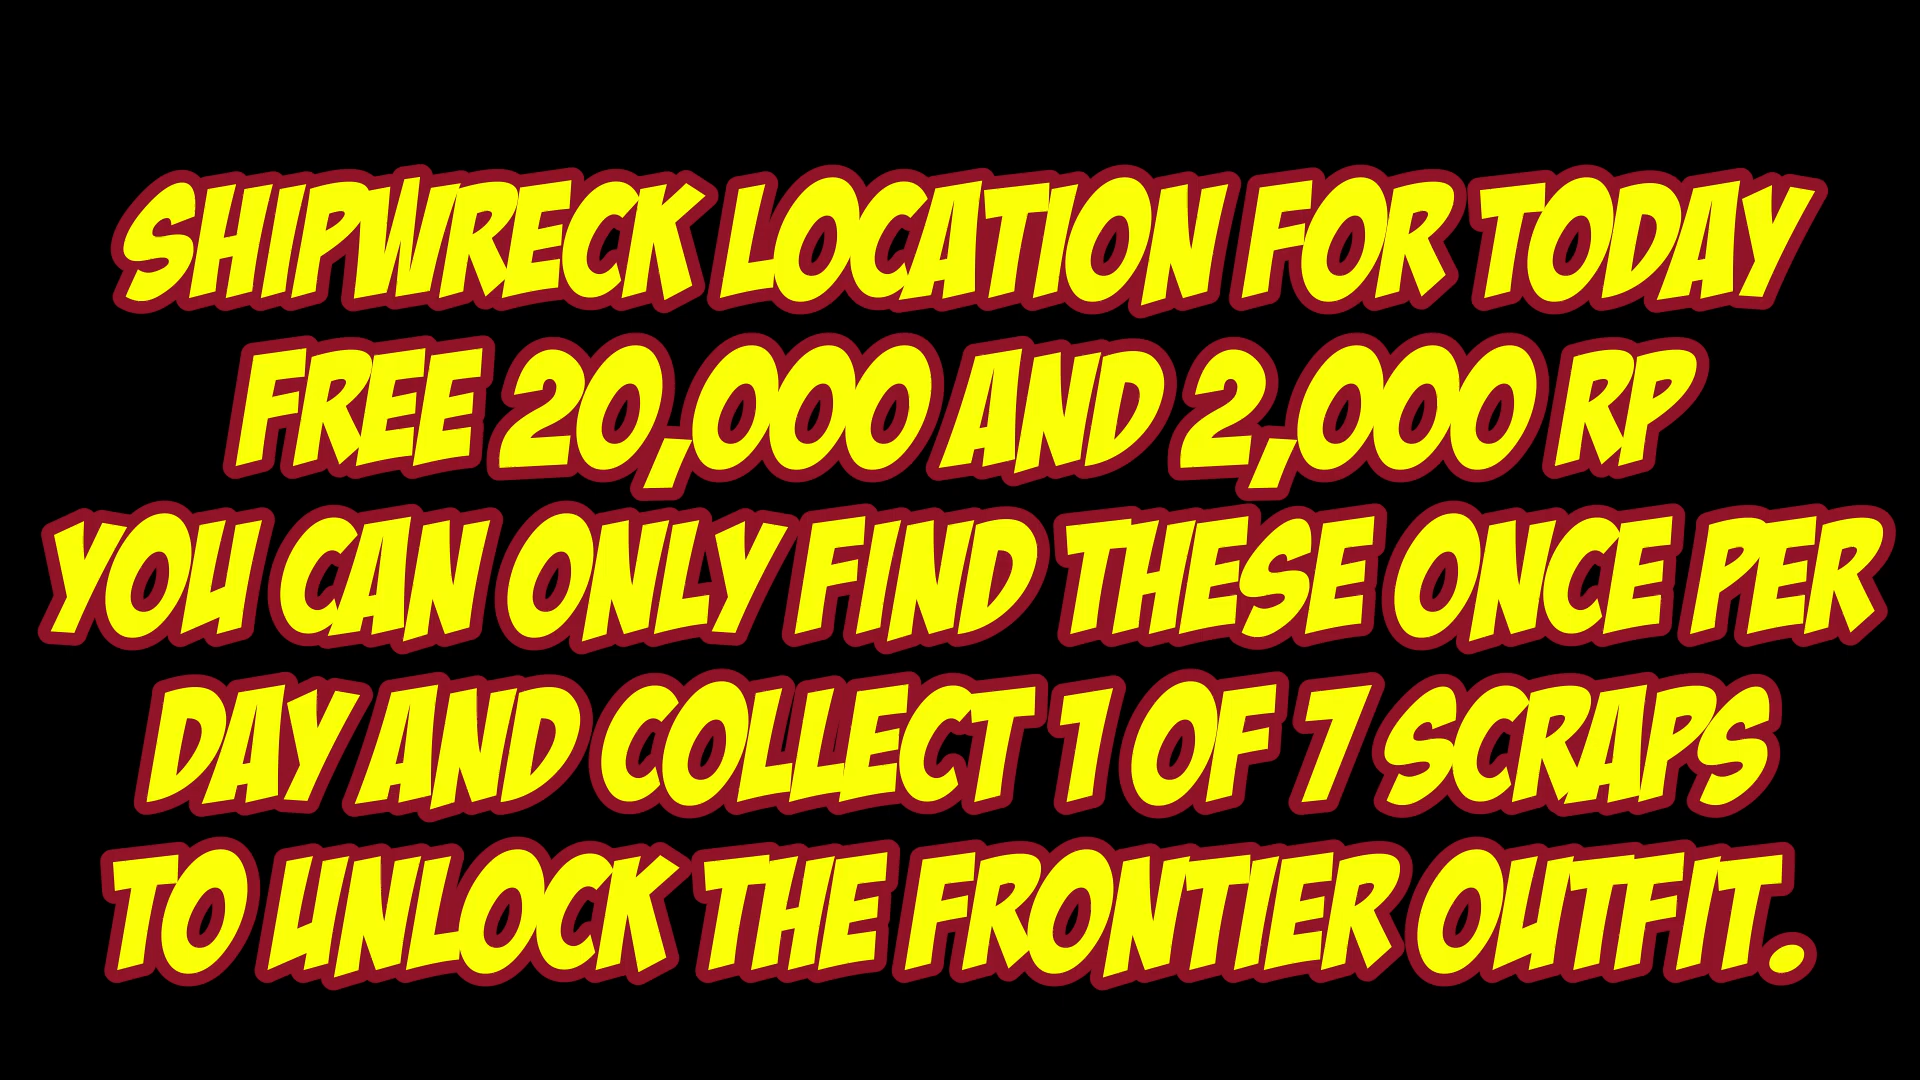 SHIPWRECK LOCATION FOR TODAY
FREE 20,000 AND 2,000 RP
YOU CAN ONLY FIND THESE ONCE PER
DAY AND COLLECT 1 OF 7 SCRAPS
TO UNLOCK THE FRONTIER OUTFIT.